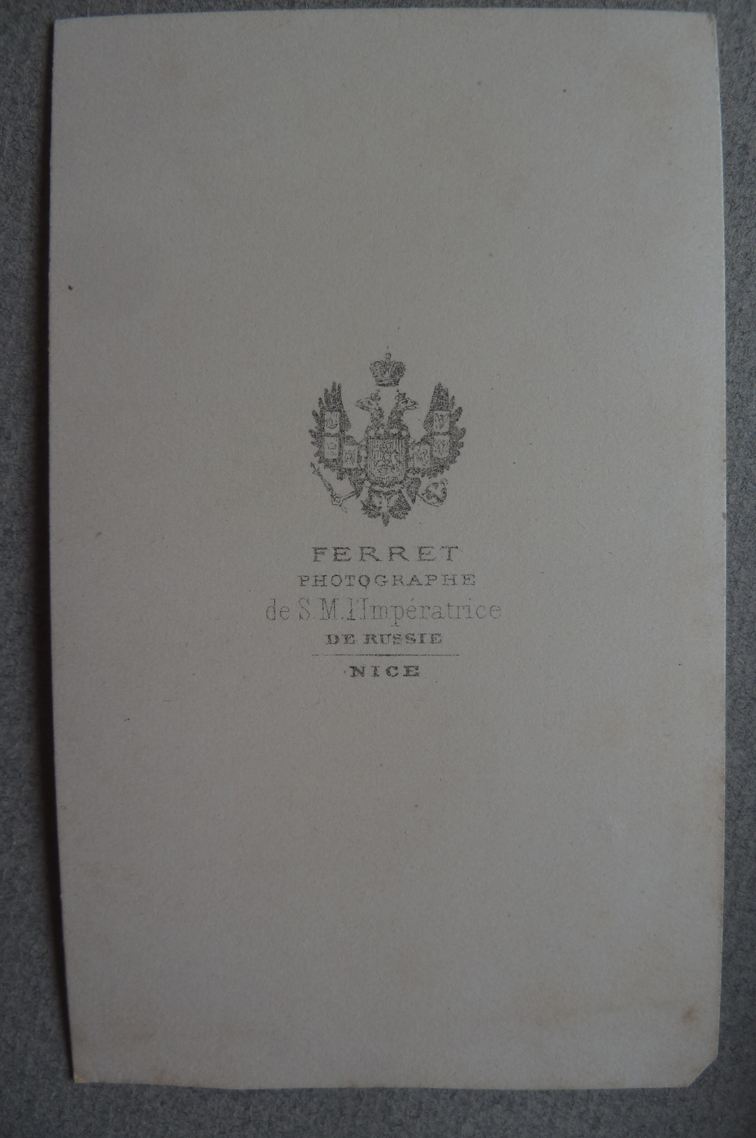 FERRET
PHOTOGRAPHE
de S.M. l'Impératrice
DE RUSSIE
NICE